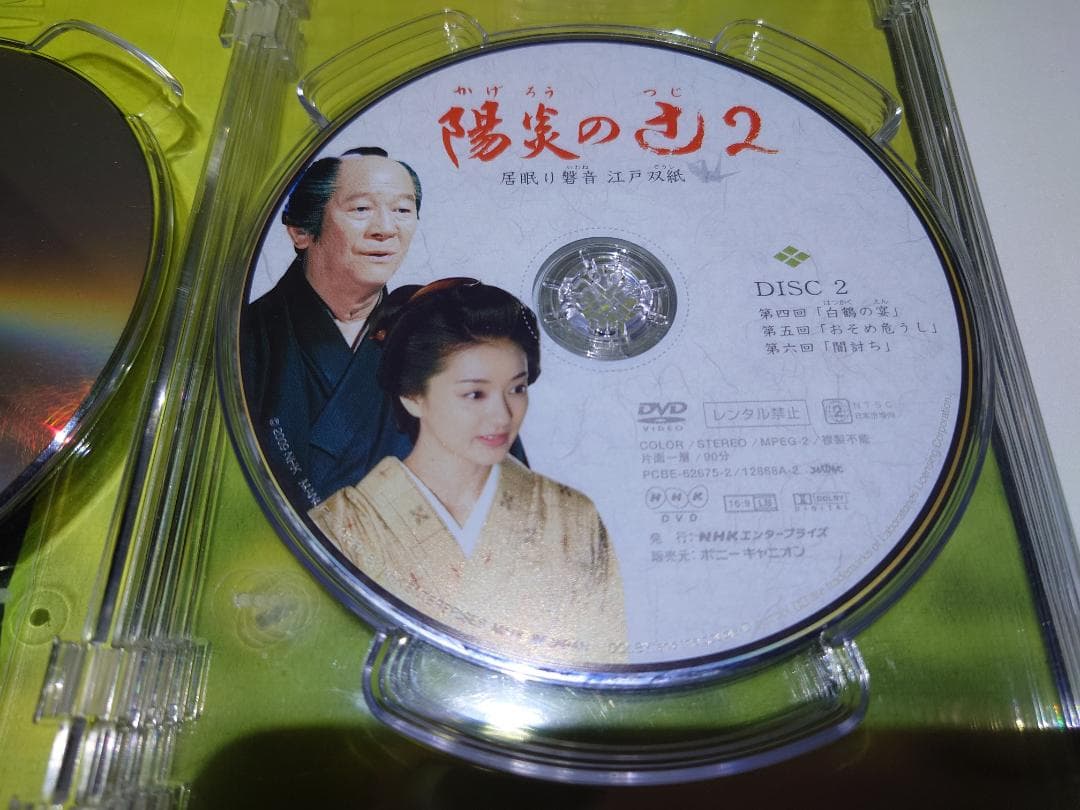 かげろう つじ
陽炎の辻2
いねむ ぞうし
居眠り磐音 江戸双紙
DISC 2
はっかく えん
第四回「白鶴の宴」
第五回「おそめ危うし」
第六回「闇討ち」
DVD VIDEO
レンタル禁止
2 NTSC 日本市場向
COLOR/STEREO/MPEG-2/複製不能
片面一層/90分
PCBE-62675-2/12868A-2 JASRAC
NHK DVD
16:9 LB
DOLBY DIGITAL
発 行:NHKエンタープライズ
販売元:ポニーキャニオン
©2009 NHK